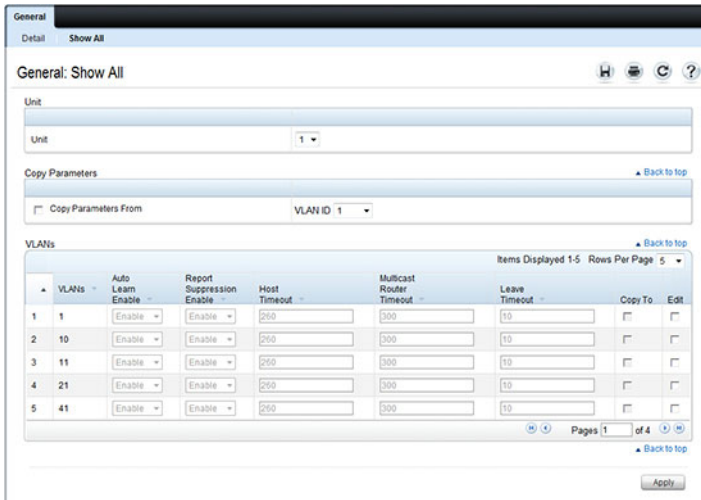 General
Detail Show All
General: Show All
?
Unit
Unit 1
Copy Parameters Back to top
Copy Parameters From VLAN ID 1
VLANs Back to top
Items Displayed 1-5 Rows Per Page 5
VLANs Auto Learn Enable Report Suppression Enable Host Timeout Multicast Router Timeout Leave Timeout Copy To Edit
1 1 Enable Enable 260 300 10
2 10 Enable Enable 260 300 10
3 11 Enable Enable 260 300 10
4 21 Enable Enable 260 300 10
5 41 Enable Enable 260 300 10
Pages 1 of 4
Back to top
Apply